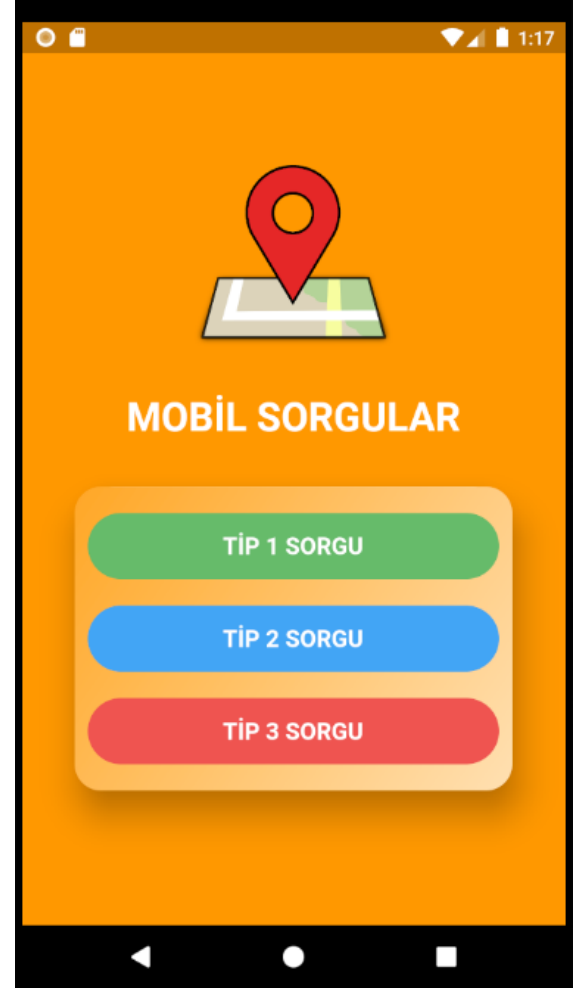 1:17
MOBİL SORGULAR
TİP 1 SORGU
TİP 2 SORGU
TİP 3 SORGU